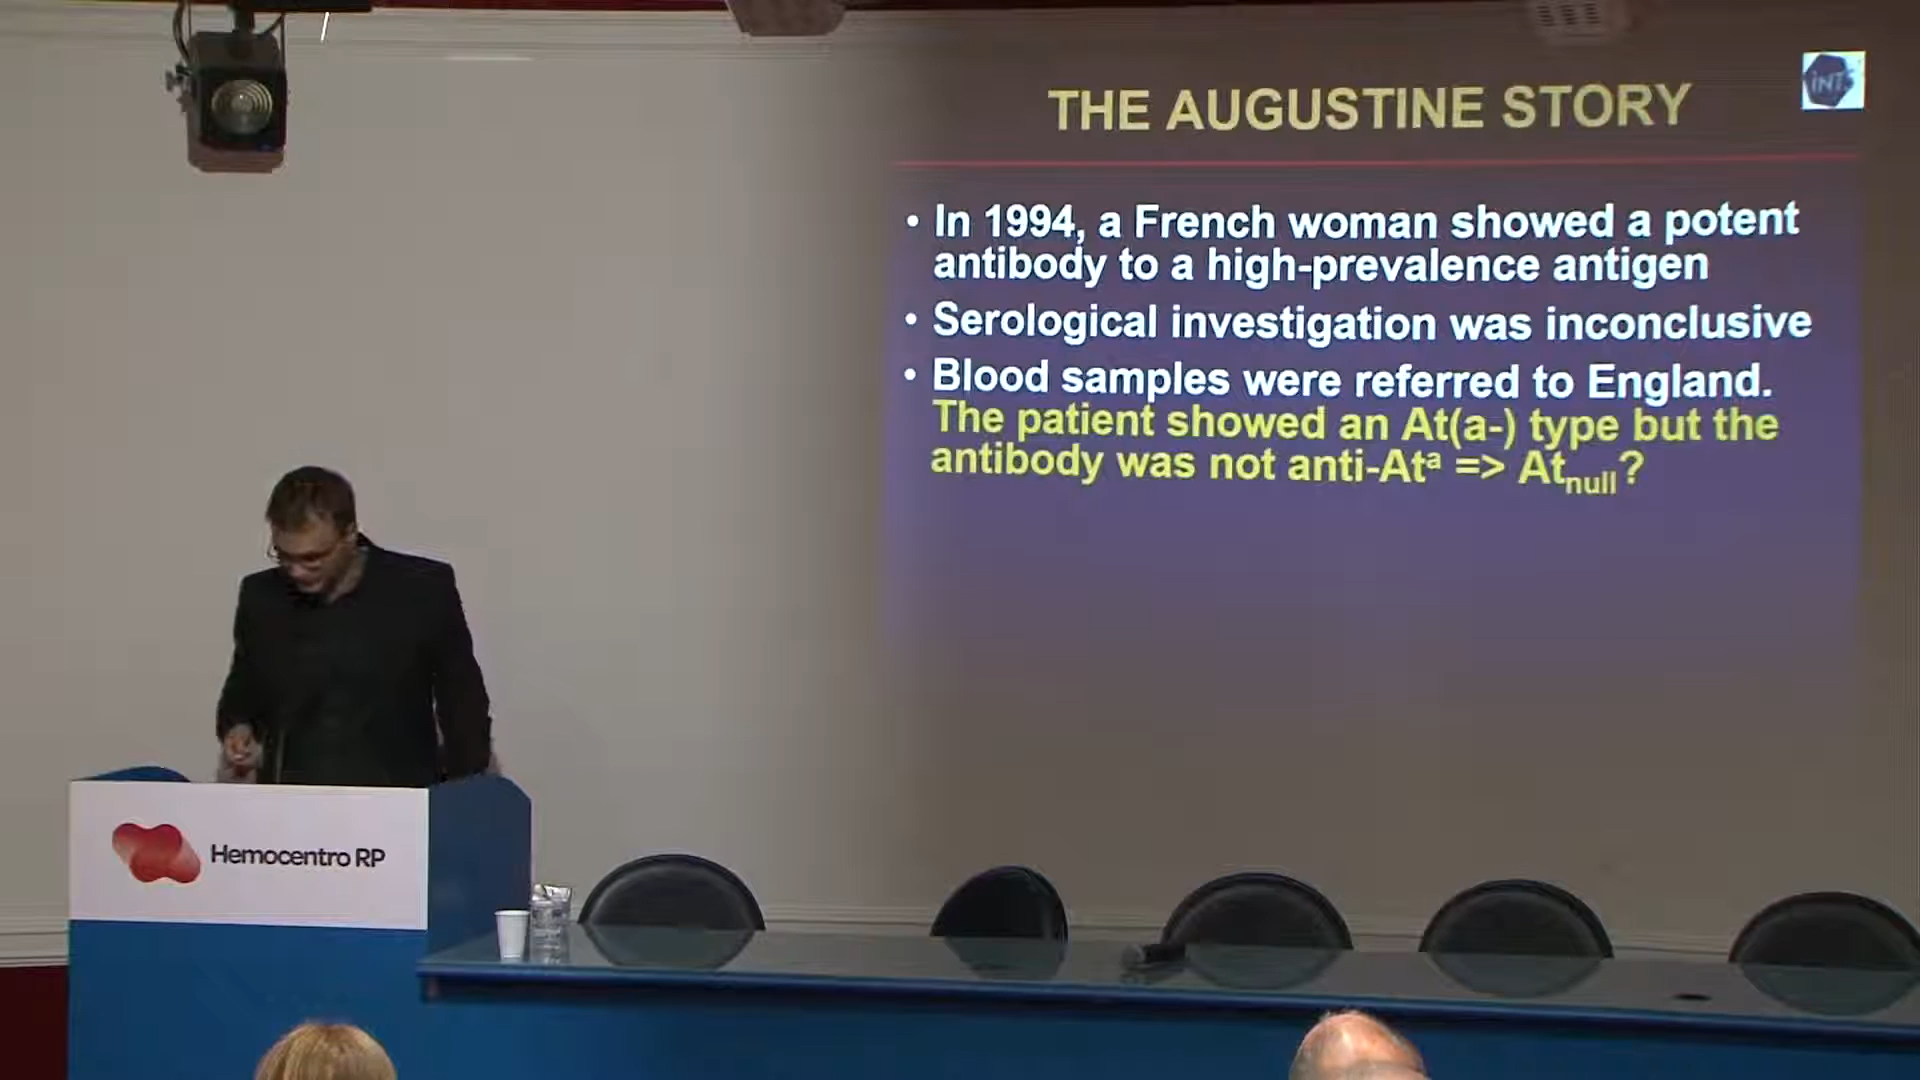 THE AUGUSTINE STORY
iNTS
• In 1994, a French woman showed a potent
antibody to a high-prevalence antigen
• Serological investigation was inconclusive
• Blood samples were referred to England.
The patient showed an At(a-) type but the
antibody was not anti-Atᵃ => Atnull?
Hemocentro RP